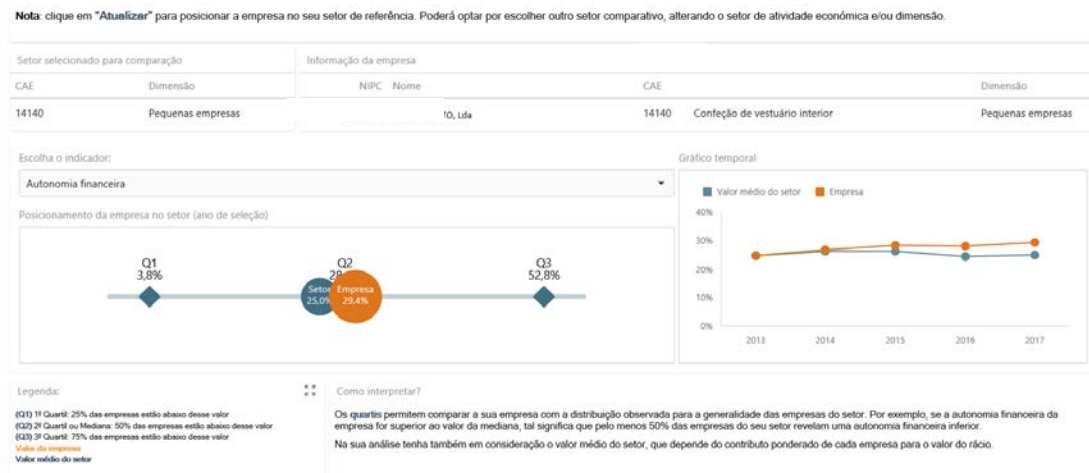 Nota: clique em "Atualizar" para posicionar a empresa no seu setor de referência. Poderá optar por escolher outro setor comparativo, alterando o setor de atividade económica e/ou dimensão.
Setor selecionado para comparação
Informação da empresa
CAE Dimensão NIPC Nome CAE Dimensão
14140 Pequenas empresas , Lda 14140 Confeção de vestuário interior Pequenas empresas
Escolha o indicador:
Autonomia financeira
Posicionamento da empresa no setor (ano de seleção)
Q1 Q2 Q3
3,8% 52,8%
Setor Empresa
25,0% 29,4%
Gráfico temporal
Valor médio do setor Empresa
40%
30%
20%
10%
0%
2013 2014 2015 2016 2017
Legenda:
(Q1) 1º Quartil: 25% das empresas estão abaixo desse valor
(Q2) 2º Quartil ou Mediana: 50% das empresas estão abaixo desse valor
(Q3) 3º Quartil: 75% das empresas estão abaixo desse valor
Valor da empresa
Valor médio do setor
Como interpretar?
Os quartis permitem comparar a sua empresa com a distribuição observada para a generalidade das empresas do setor. Por exemplo, se a autonomia financeira da
empresa for superior ao valor da mediana, tal significa que pelo menos 50% das empresas do seu setor revelam uma autonomia financeira inferior.
Na sua análise tenha também em consideração o valor médio do setor, que depende do contributo ponderado de cada empresa para o valor do rácio.